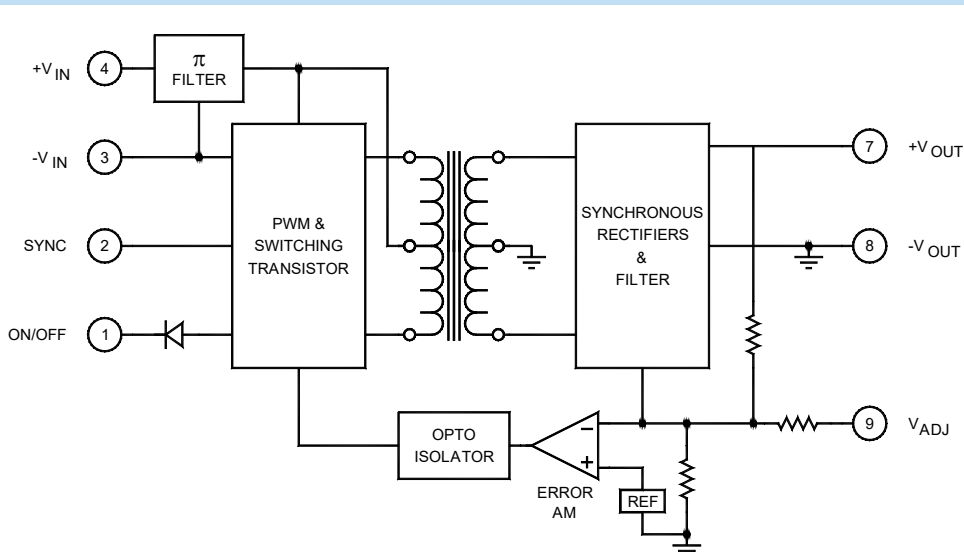 +V IN
4
π
FILTER
-V IN
3
SYNC
2
ON/OFF
1
PWM &
SWITCHING
TRANSISTOR
SYNCHRONOUS
RECTIFIERS
&
FILTER
7
+V OUT
8
-V OUT
9
V ADJ
OPTO
ISOLATOR
−
+
ERROR
AM
REF